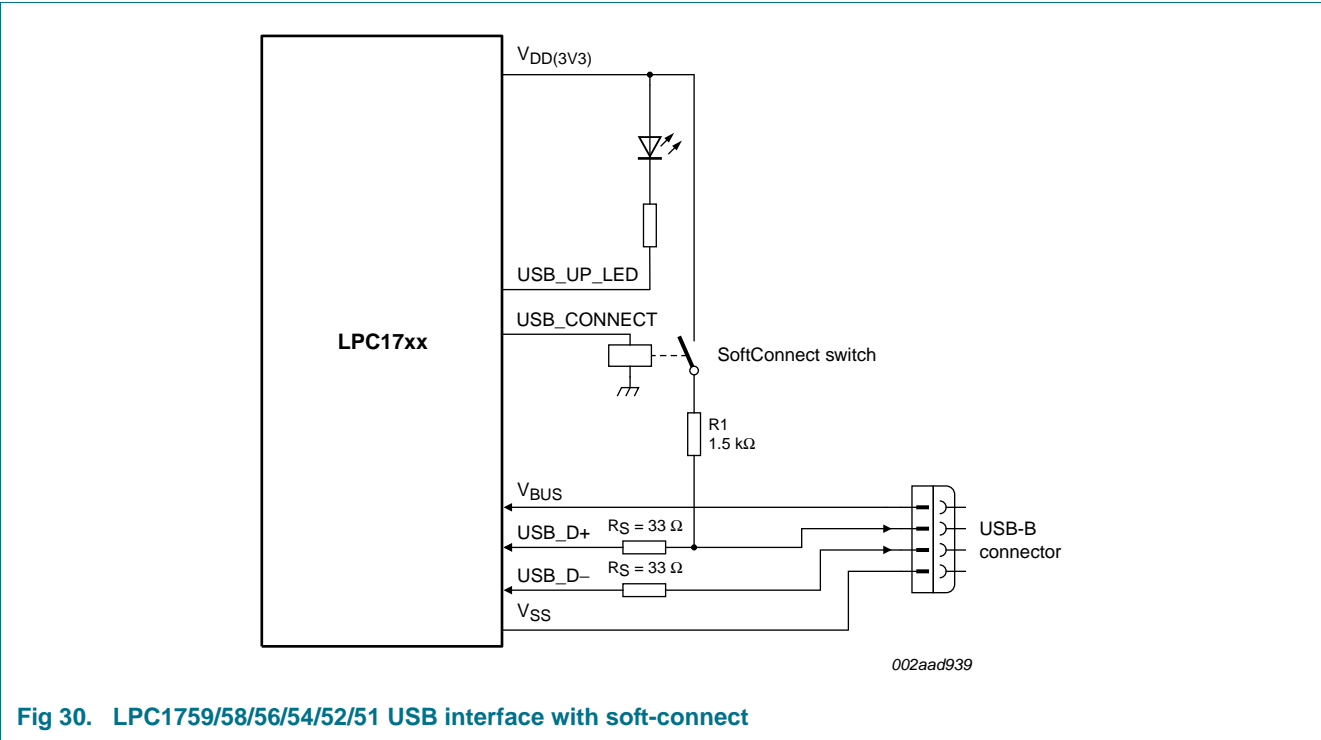 VDD(3V3)
USB_UP_LED
USB_CONNECT
LPC17xx
SoftConnect switch
R1
1.5 kΩ
VBUS
USB_D+
RS = 33 Ω
USB-B
connector
USB_D−
RS = 33 Ω
VSS
002aad939
Fig 30. LPC1759/58/56/54/52/51 USB interface with soft-connect